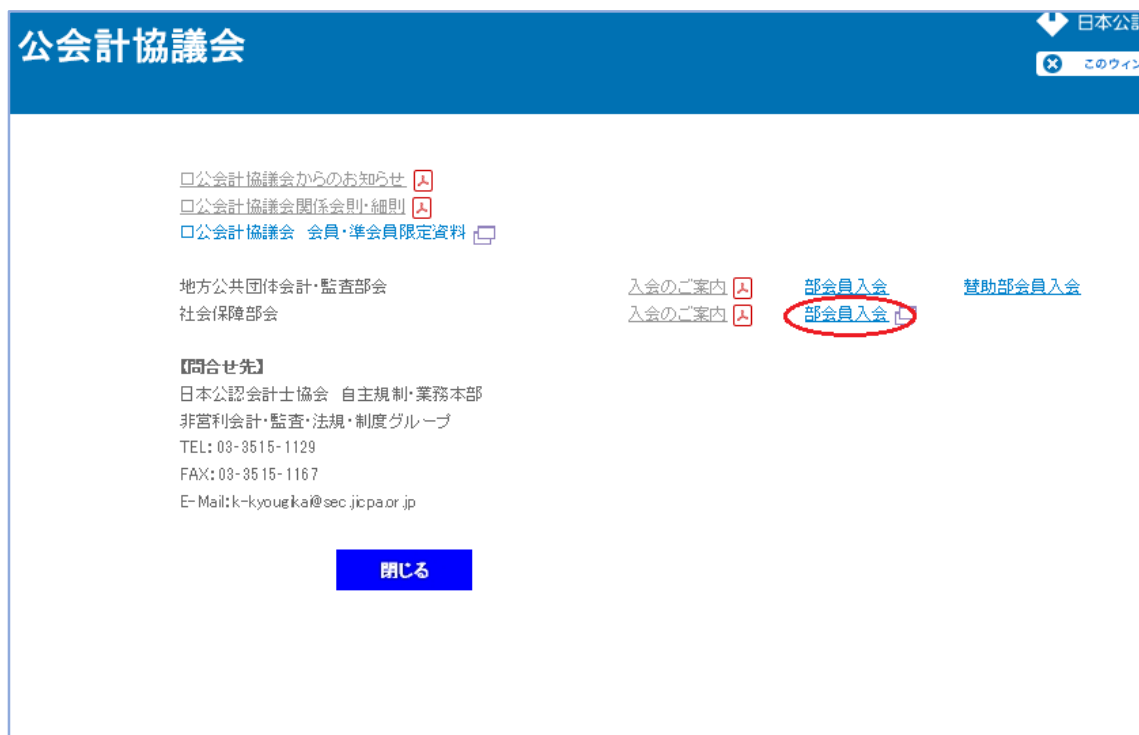 公会計協議会
日本公
このウィン
□公会計協議会からのお知らせ
□公会計協議会関係会則・細則
□公会計協議会 会員・準会員限定資料
地方公共団体会計・監査部会 入会のご案内 部会員入会 賛助部会員入会
社会保障部会 入会のご案内 部会員入会
【問合せ先】
日本公認会計士協会 自主規制・業務本部
非営利会計・監査・法規・制度グループ
TEL:03-3515-1129
FAX:03-3515-1167
E-Mail:k-kyougikai@sec.jicpa.or.jp
閉じる